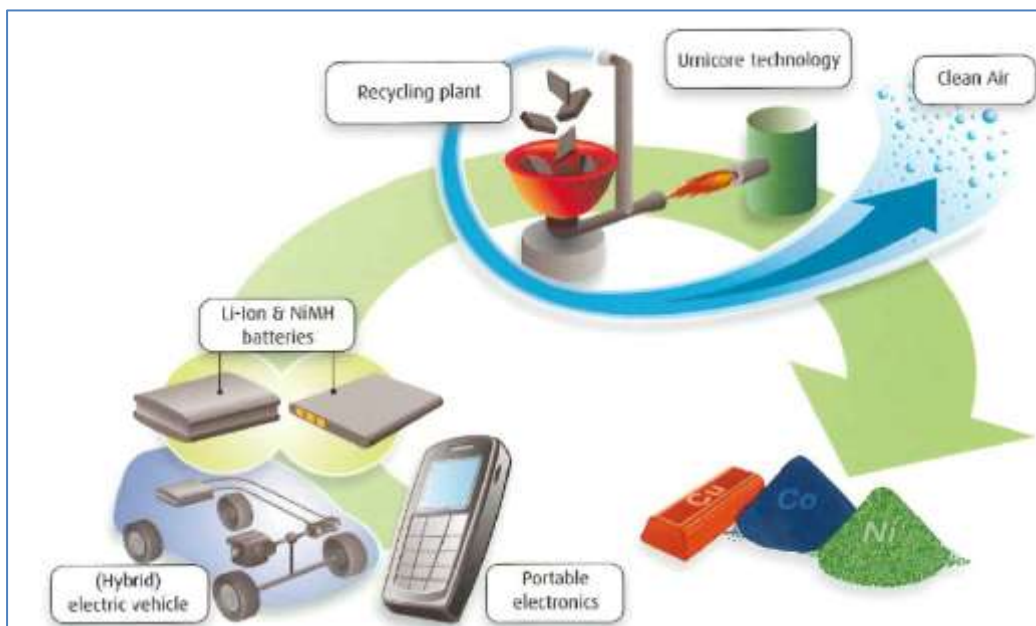 Recycling plant
Umicore technology
Clean Air
Li-Ion & NiMH
batteries
(Hybrid)
electric vehicle
Portable
electronics
Cu
Co
Ni